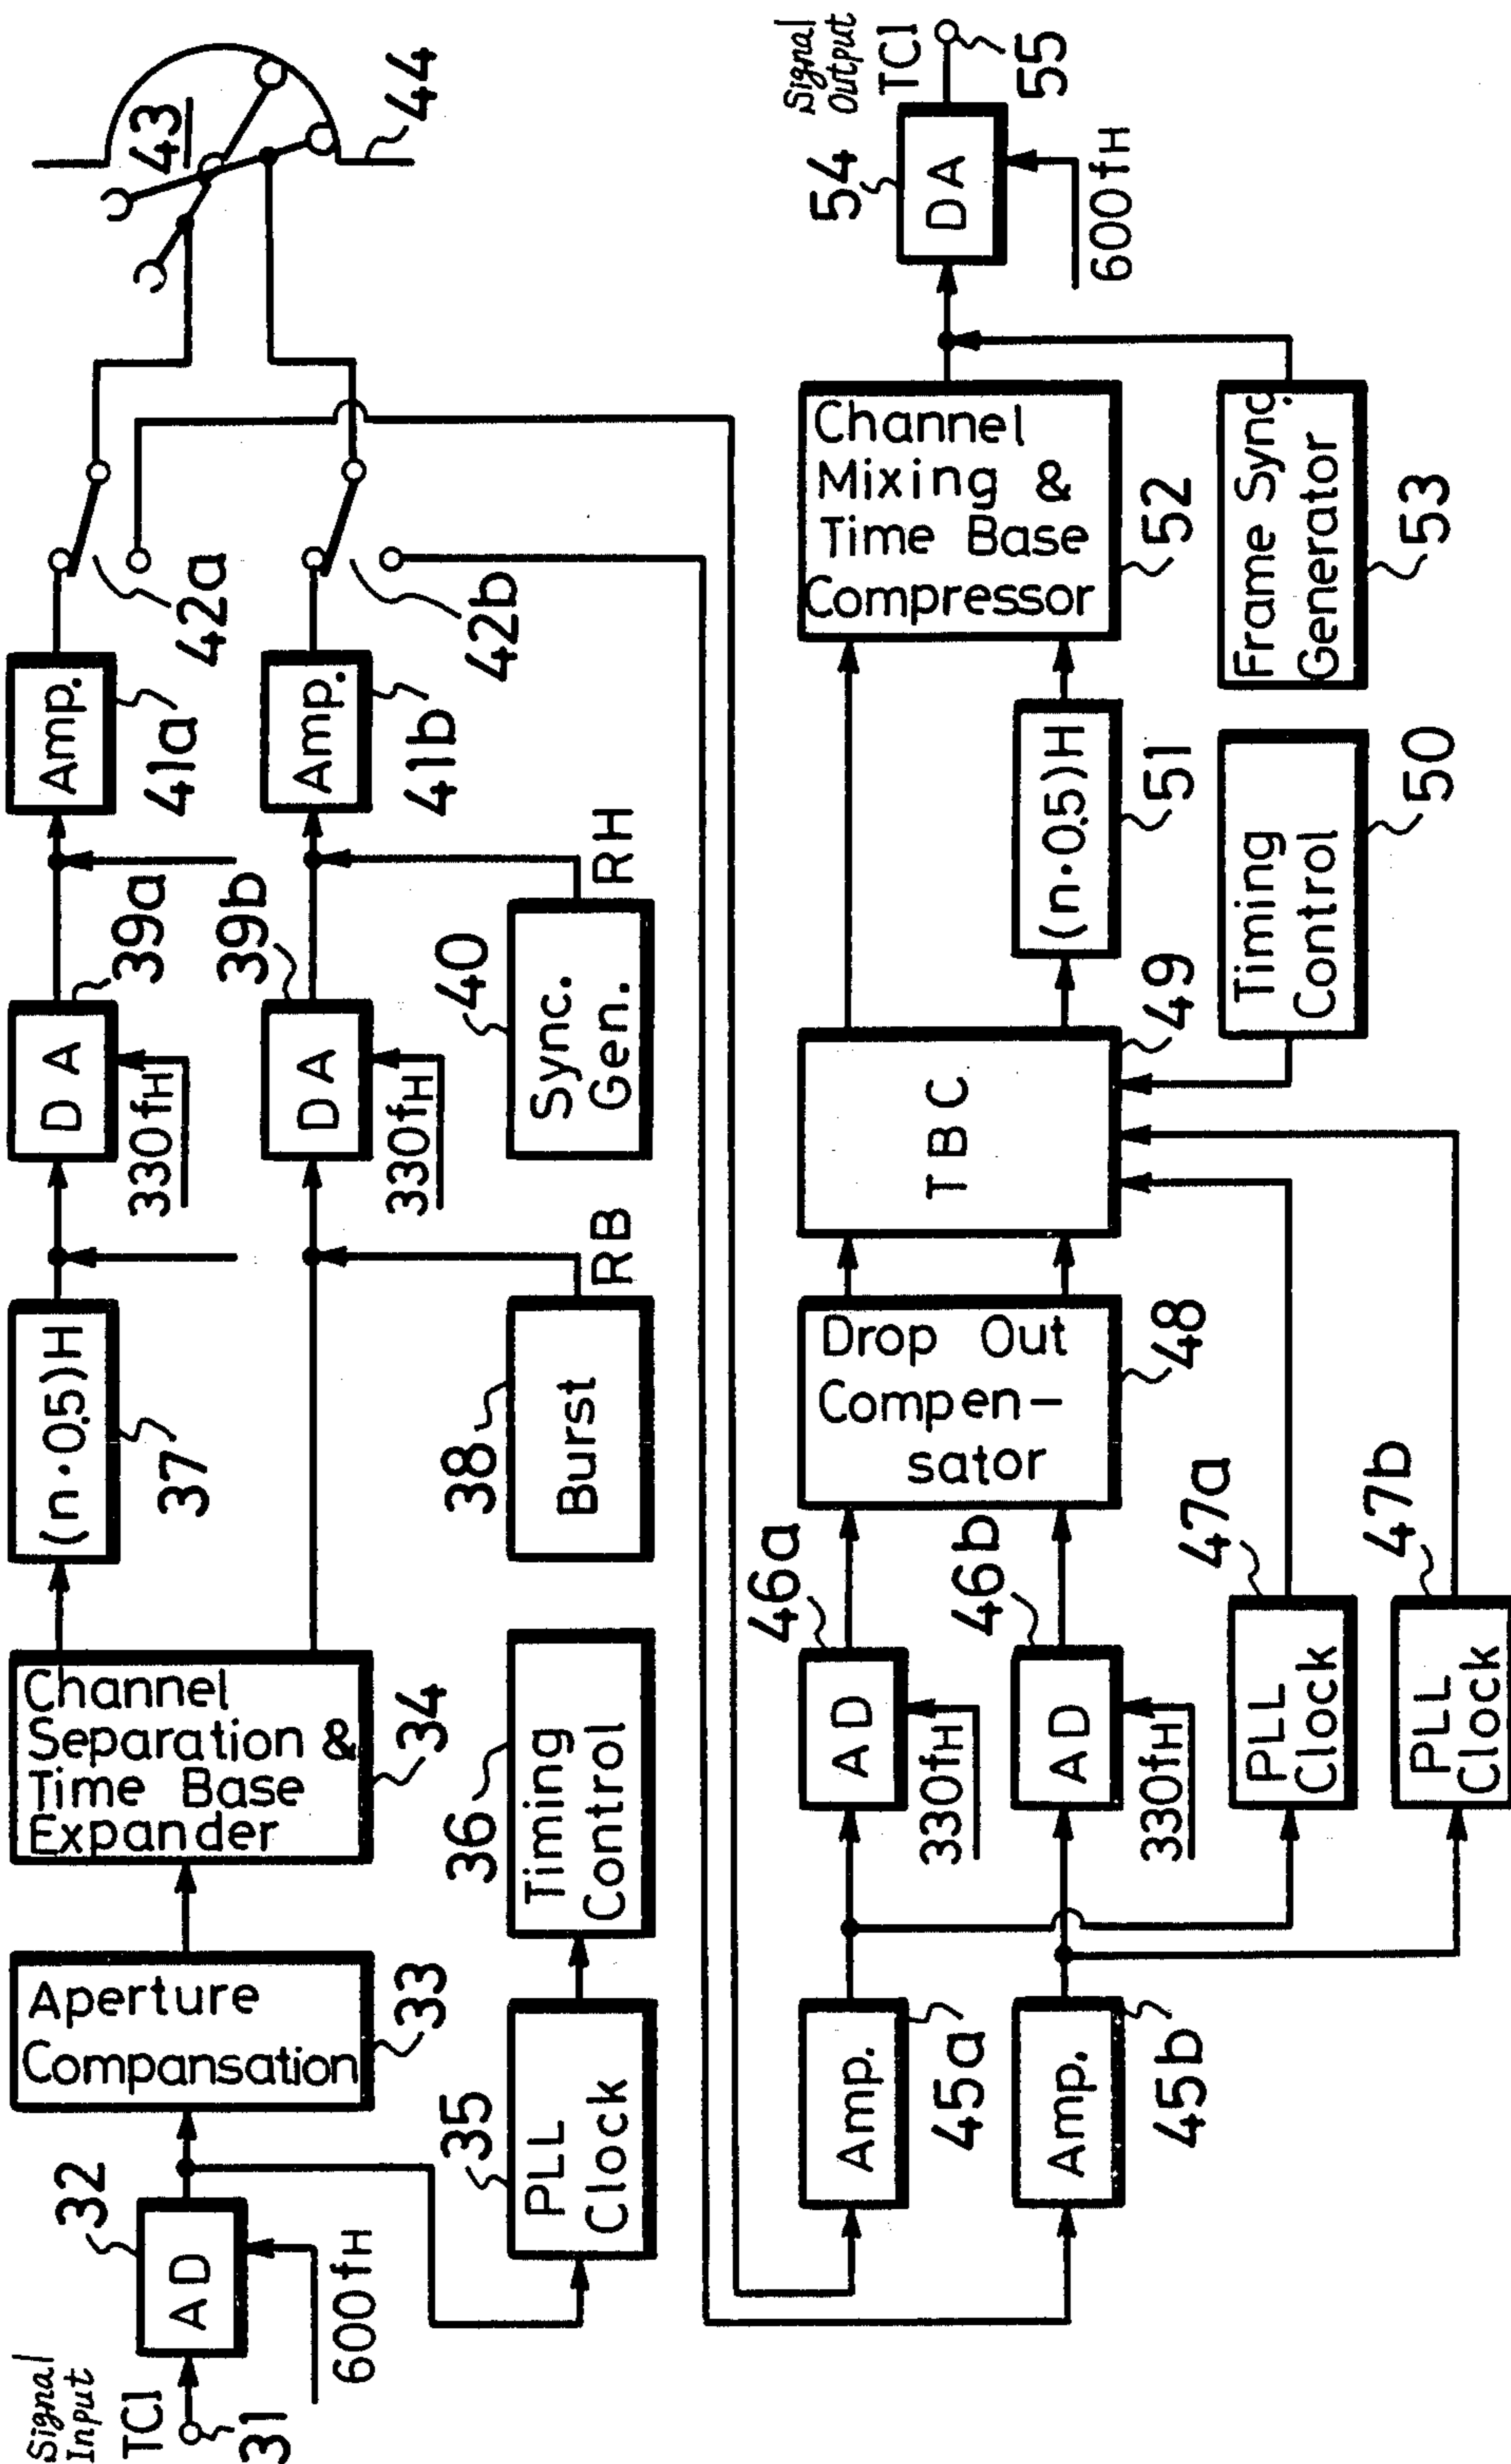 Signal
Input
TCI
31
32
AD
600fH
Aperture
Compansation
33
Channel
Separation &
Time Base
Expander
34
PLL
Clock
35
Timing
Control
36
(n·0.5)H
37
Burst
38
RB
DA
39a
330fH
DA
39b
330fH
Sync.
Gen.
40
RH
Amp.
41a
Amp.
41b
42a
42b
43
44
Amp.
45a
Amp.
45b
AD
46a
330fH
AD
46b
330fH
PLL
Clock
47a
PLL
Clock
47b
Drop Out
Compen-
sator
48
TBC
49
Timing
Control
50
(n·0.5)H
51
Channel
Mixing &
Time Base
Compressor
52
Frame Sync.
Generator
53
DA
54
600fH
Signal
Output
TCI
55